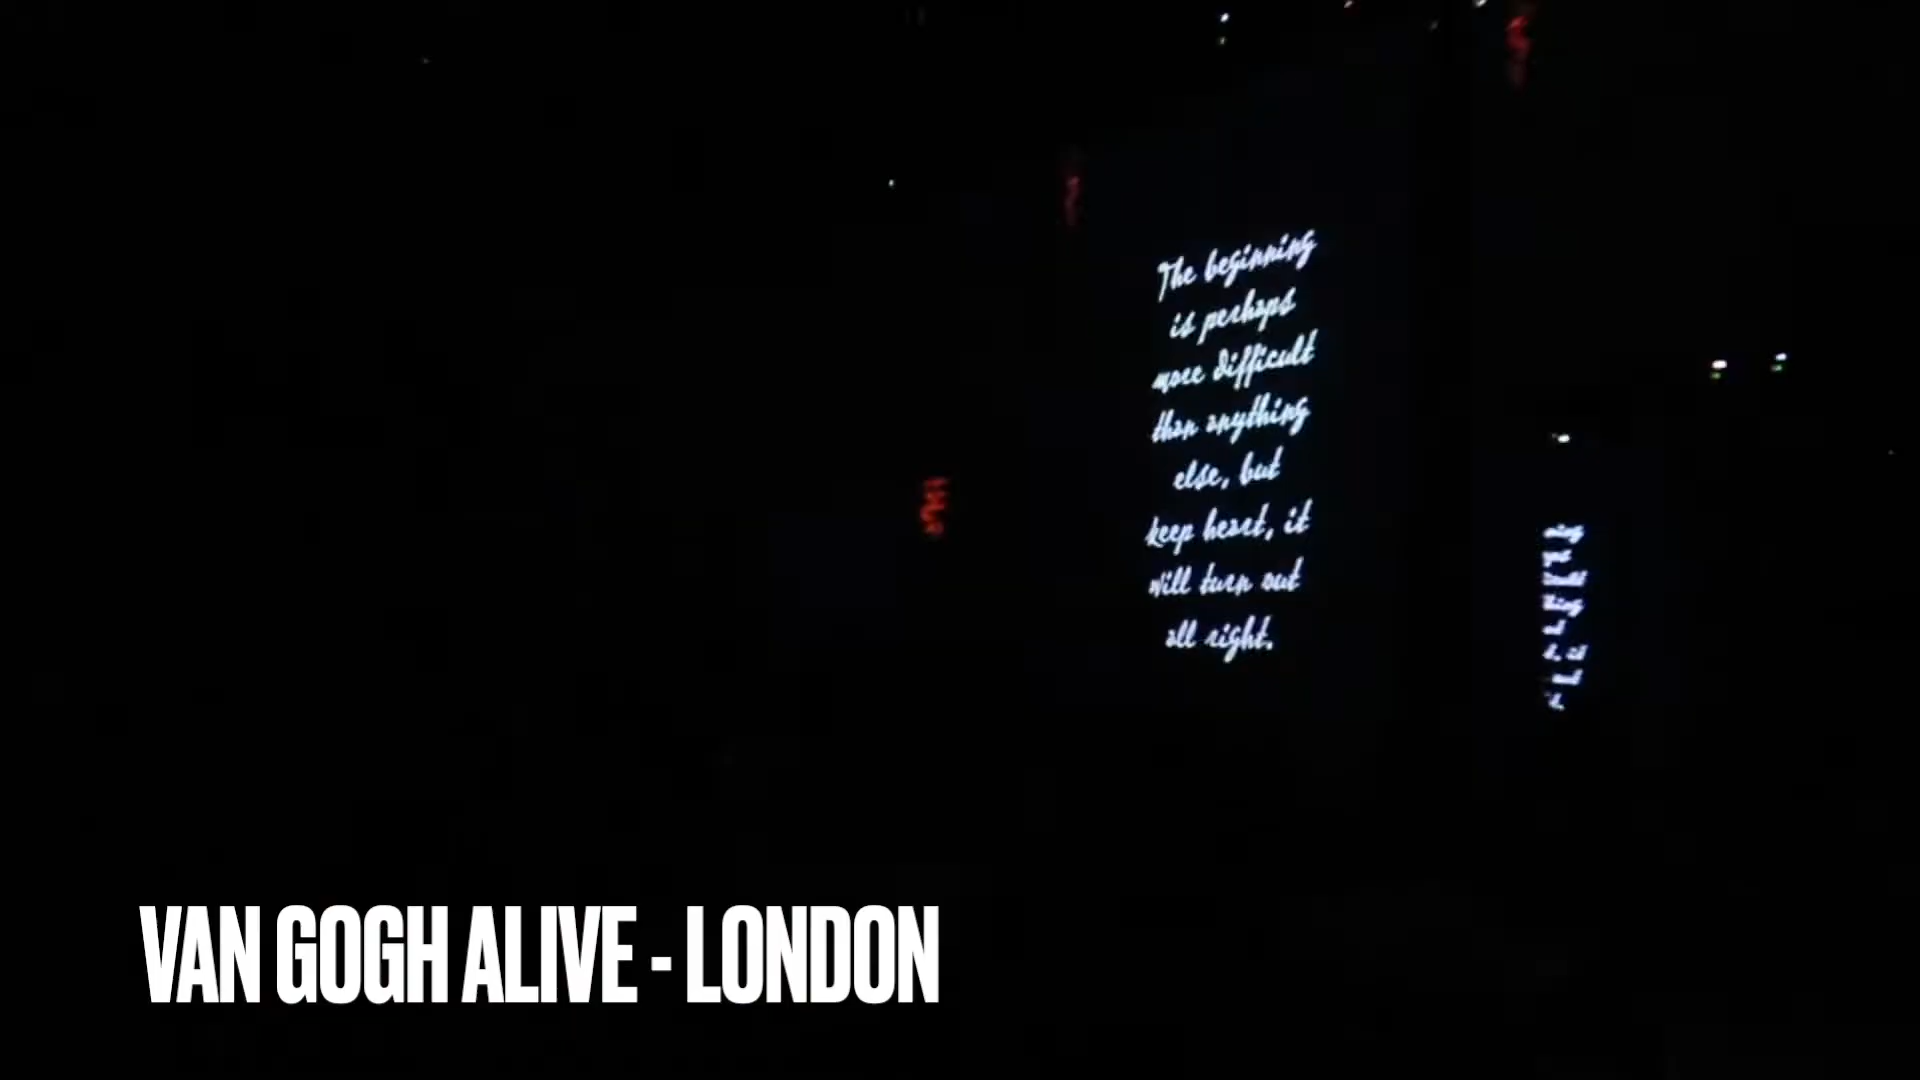 The beginning
is perhaps
more difficult
than anything
else, but
keep heart, it
will turn out
all right.
VAN GOGH ALIVE - LONDON